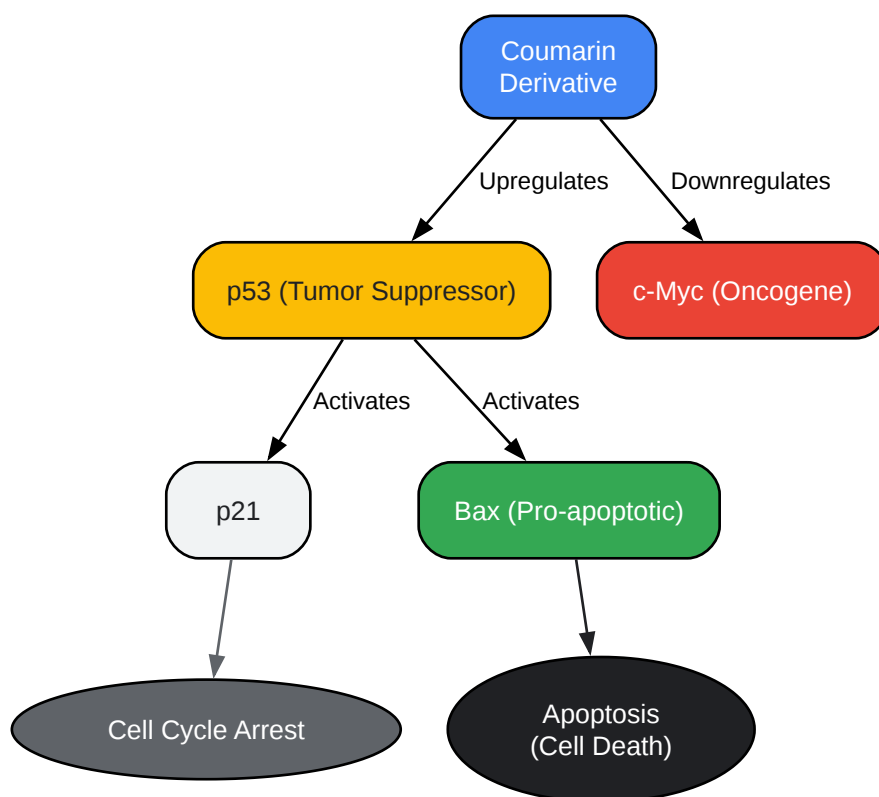 Coumarin
Derivative
Upregulates
Downregulates
p53 (Tumor Suppressor)
c-Myc (Oncogene)
Activates
Activates
p21
Bax (Pro-apoptotic)
Cell Cycle Arrest
Apoptosis
(Cell Death)